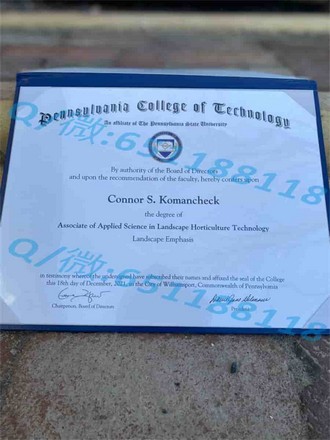 Pennsylvania College of Technology
An affiliate of The Pennsylvania State University
By authority of the Board of Directors
and upon the recommendation of the faculty, hereby confers upon
Connor S. Komancheck
the degree of
Associate of Applied Science in Landscape Horticulture Technology
Landscape Emphasis
In testimony whereof the undersigned have subscribed their names and affixed the seal of the College
this 18th day of December, 2021, in the City of Williamsport, Commonwealth of Pennsylvania
Chairperson, Board of Directors
President
Q/微:651188118
Q/微:651188118